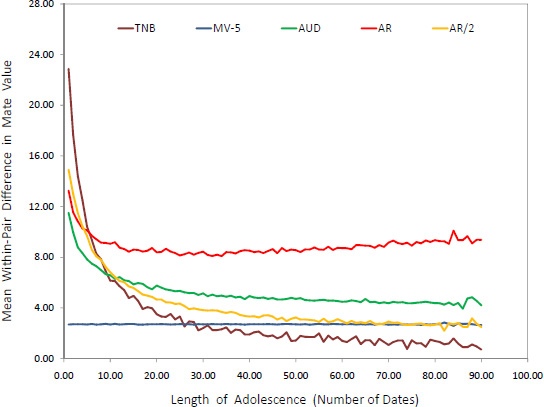 28.00
TNB MV-5 AUD AR AR/2
24.00
20.00
16.00
12.00
8.00
4.00
0.00
0.00 10.00 20.00 30.00 40.00 50.00 60.00 70.00 80.00 90.00 100.00
Length of Adolescence (Number of Dates)
Mean Within-Pair Difference in Mate Value